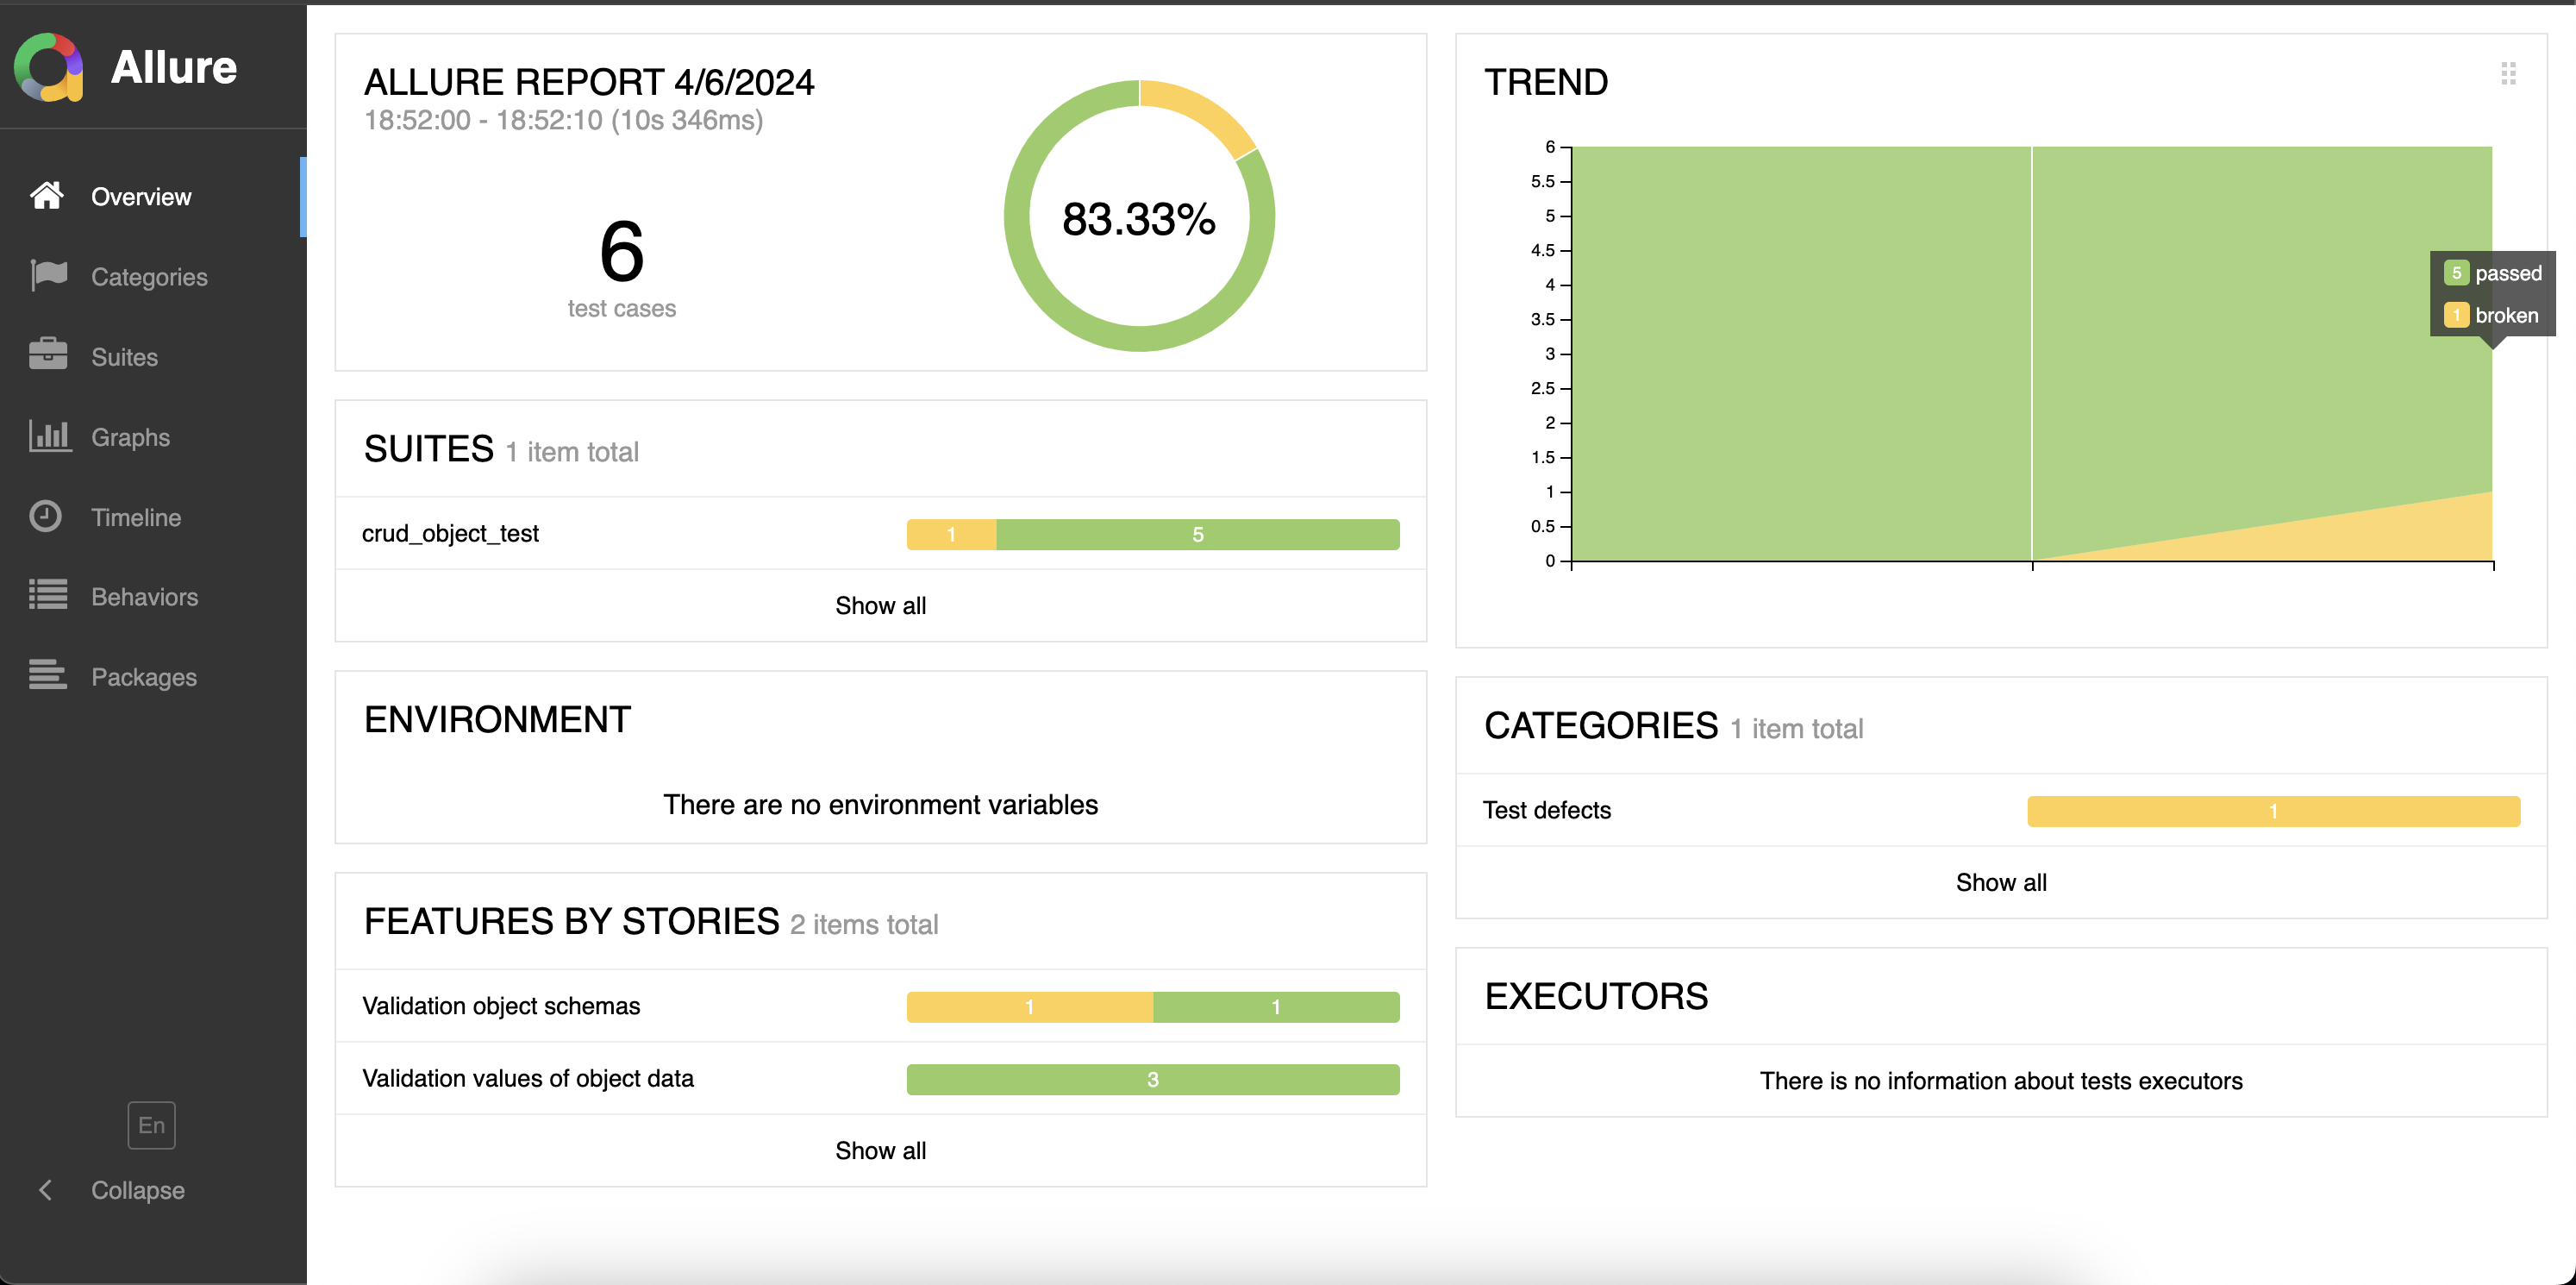 Allure
Overview
Categories
Suites
Graphs
Timeline
Behaviors
Packages
En
Collapse
ALLURE REPORT 4/6/2024
18:52:00 - 18:52:10 (10s 346ms)
6
test cases
83.33%
SUITES 1 item total
crud_object_test 1 5
Show all
ENVIRONMENT
There are no environment variables
FEATURES BY STORIES 2 items total
Validation object schemas 1 1
Validation values of object data 3
Show all
TREND
6
5.5
5
4.5
4
3.5
3
2.5
2
1.5
1
0.5
0
5 passed
1 broken
CATEGORIES 1 item total
Test defects 1
Show all
EXECUTORS
There is no information about tests executors